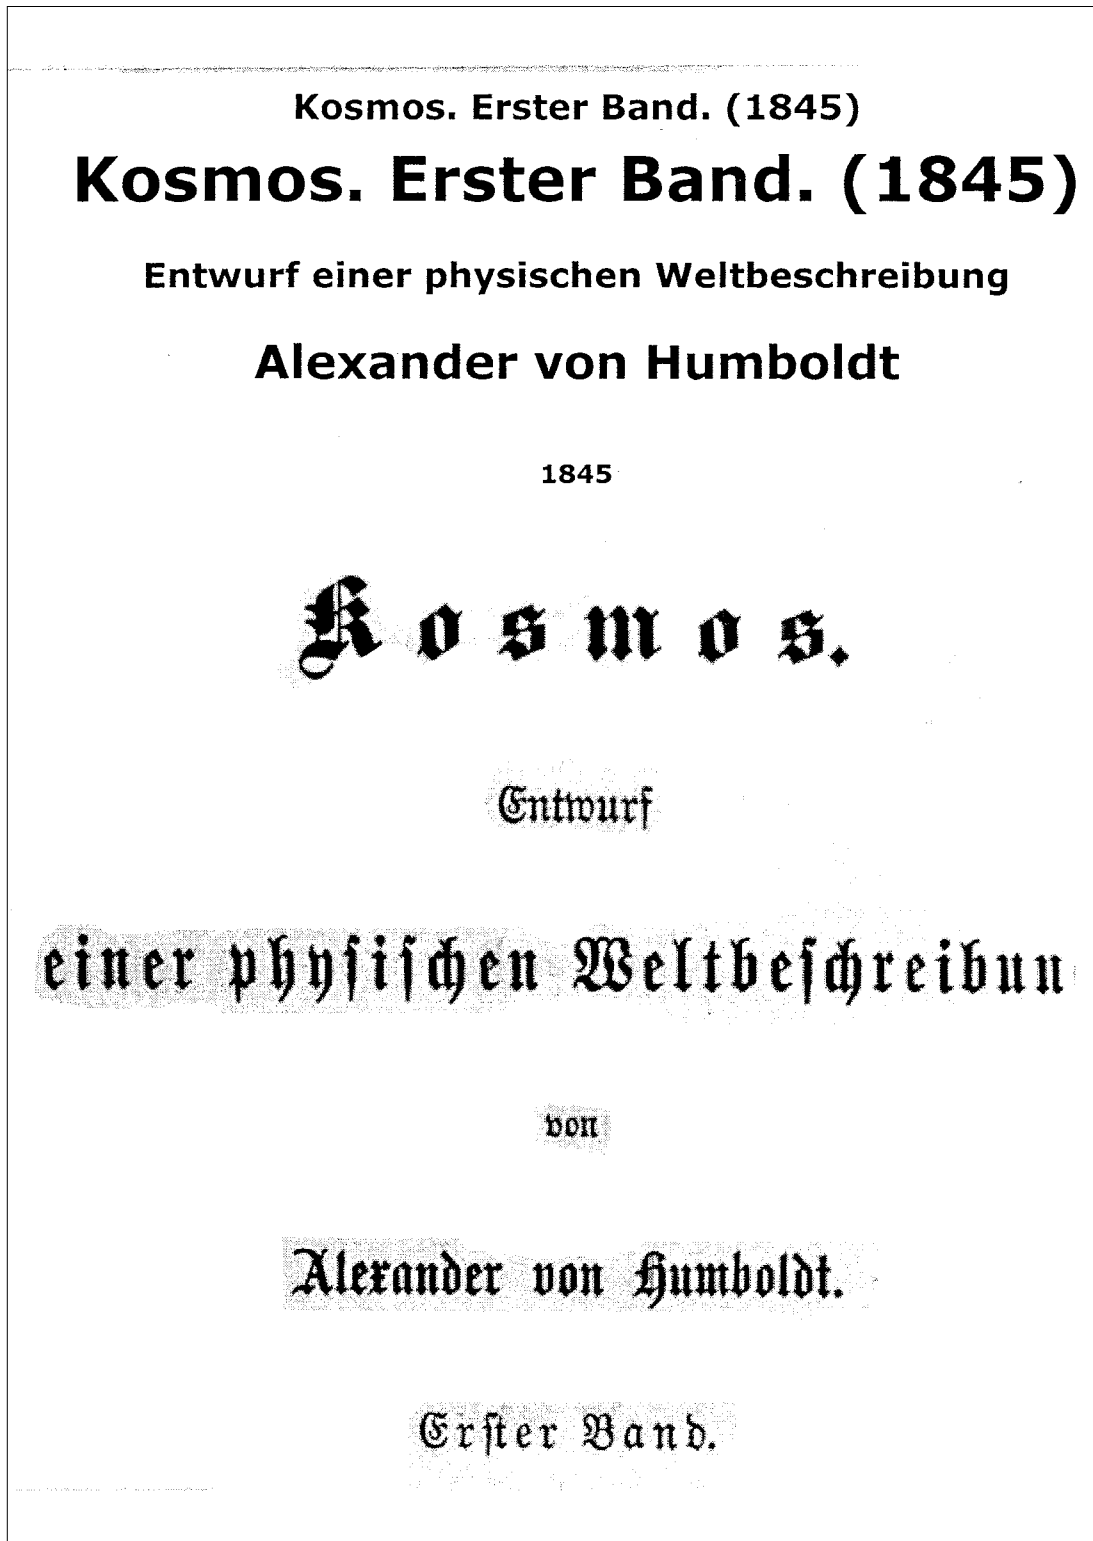 Kosmos. Erster Band. (1845)
Kosmos. Erster Band. (1845)
Entwurf einer physischen Weltbeschreibung
Alexander von Humboldt
1845
Kosmos.
Entwurf
einer phyſiſchen Weltbeſchreibun
von
Alexander von Humboldt.
Erſter Band.